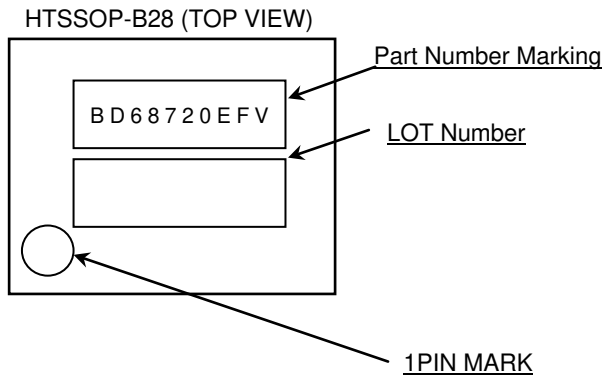 HTSSOP-B28 (TOP VIEW)
Part Number Marking
BD68720EFV
LOT Number
1PIN MARK